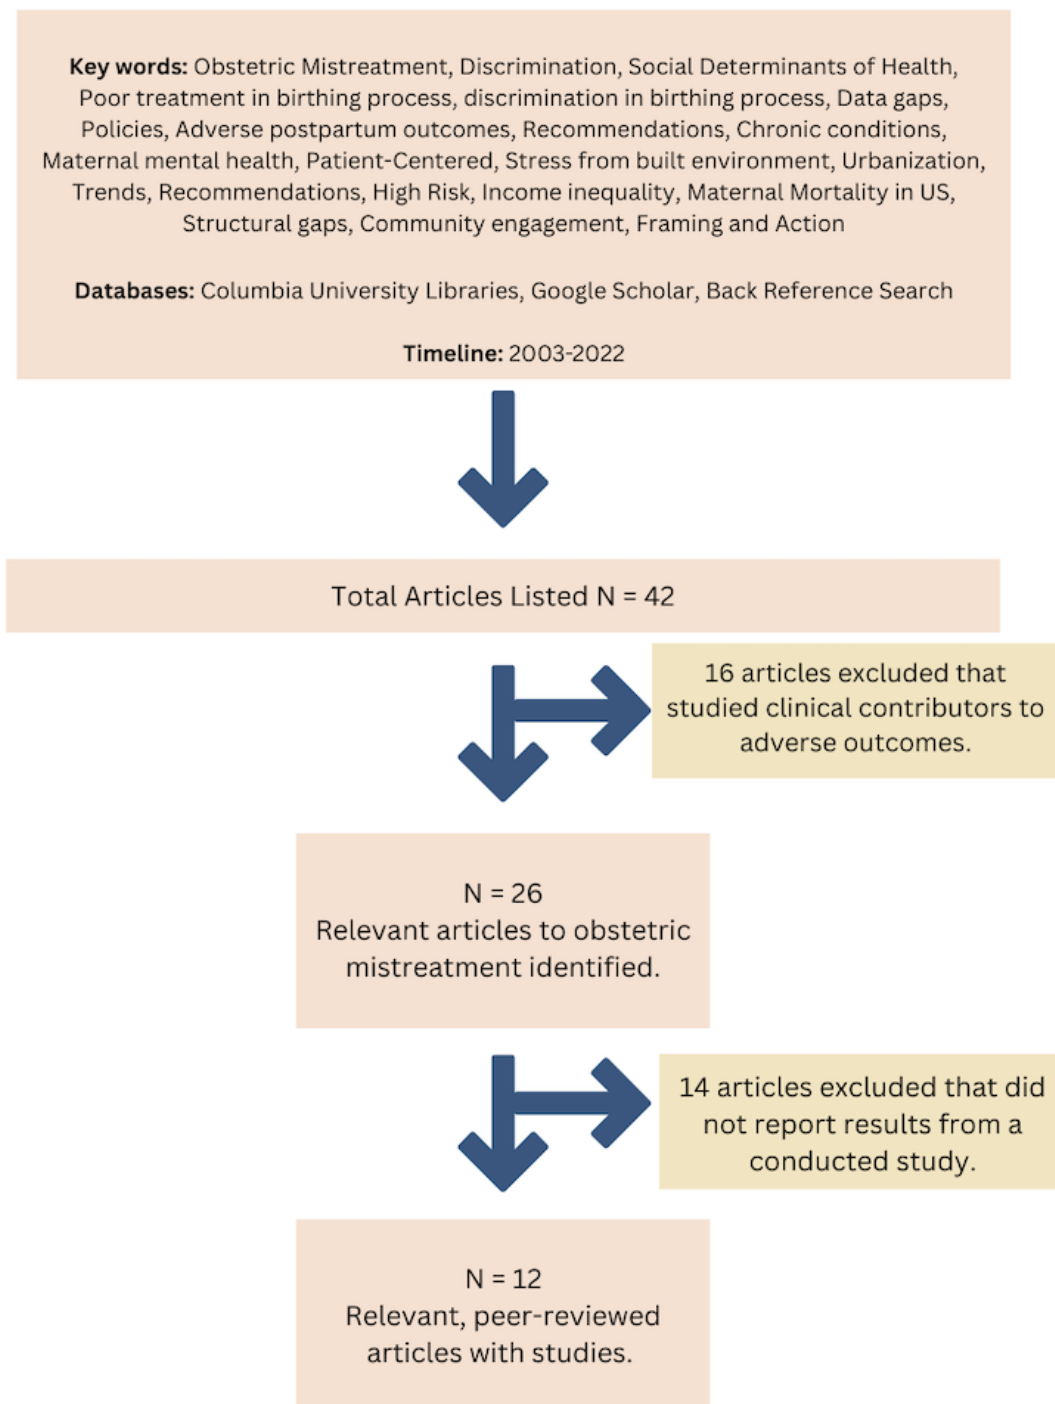 Key words: Obstetric Mistreatment, Discrimination, Social Determinants of Health,
Poor treatment in birthing process, discrimination in birthing process, Data gaps,
Policies, Adverse postpartum outcomes, Recommendations, Chronic conditions,
Maternal mental health, Patient-Centered, Stress from built environment, Urbanization,
Trends, Recommendations, High Risk, Income inequality, Maternal Mortality in US,
Structural gaps, Community engagement, Framing and Action
Databases: Columbia University Libraries, Google Scholar, Back Reference Search
Timeline: 2003-2022
Total Articles Listed N = 42
16 articles excluded that
studied clinical contributors to
adverse outcomes.
N = 26
Relevant articles to obstetric
mistreatment identified.
14 articles excluded that did
not report results from a
conducted study.
N = 12
Relevant, peer-reviewed
articles with studies.